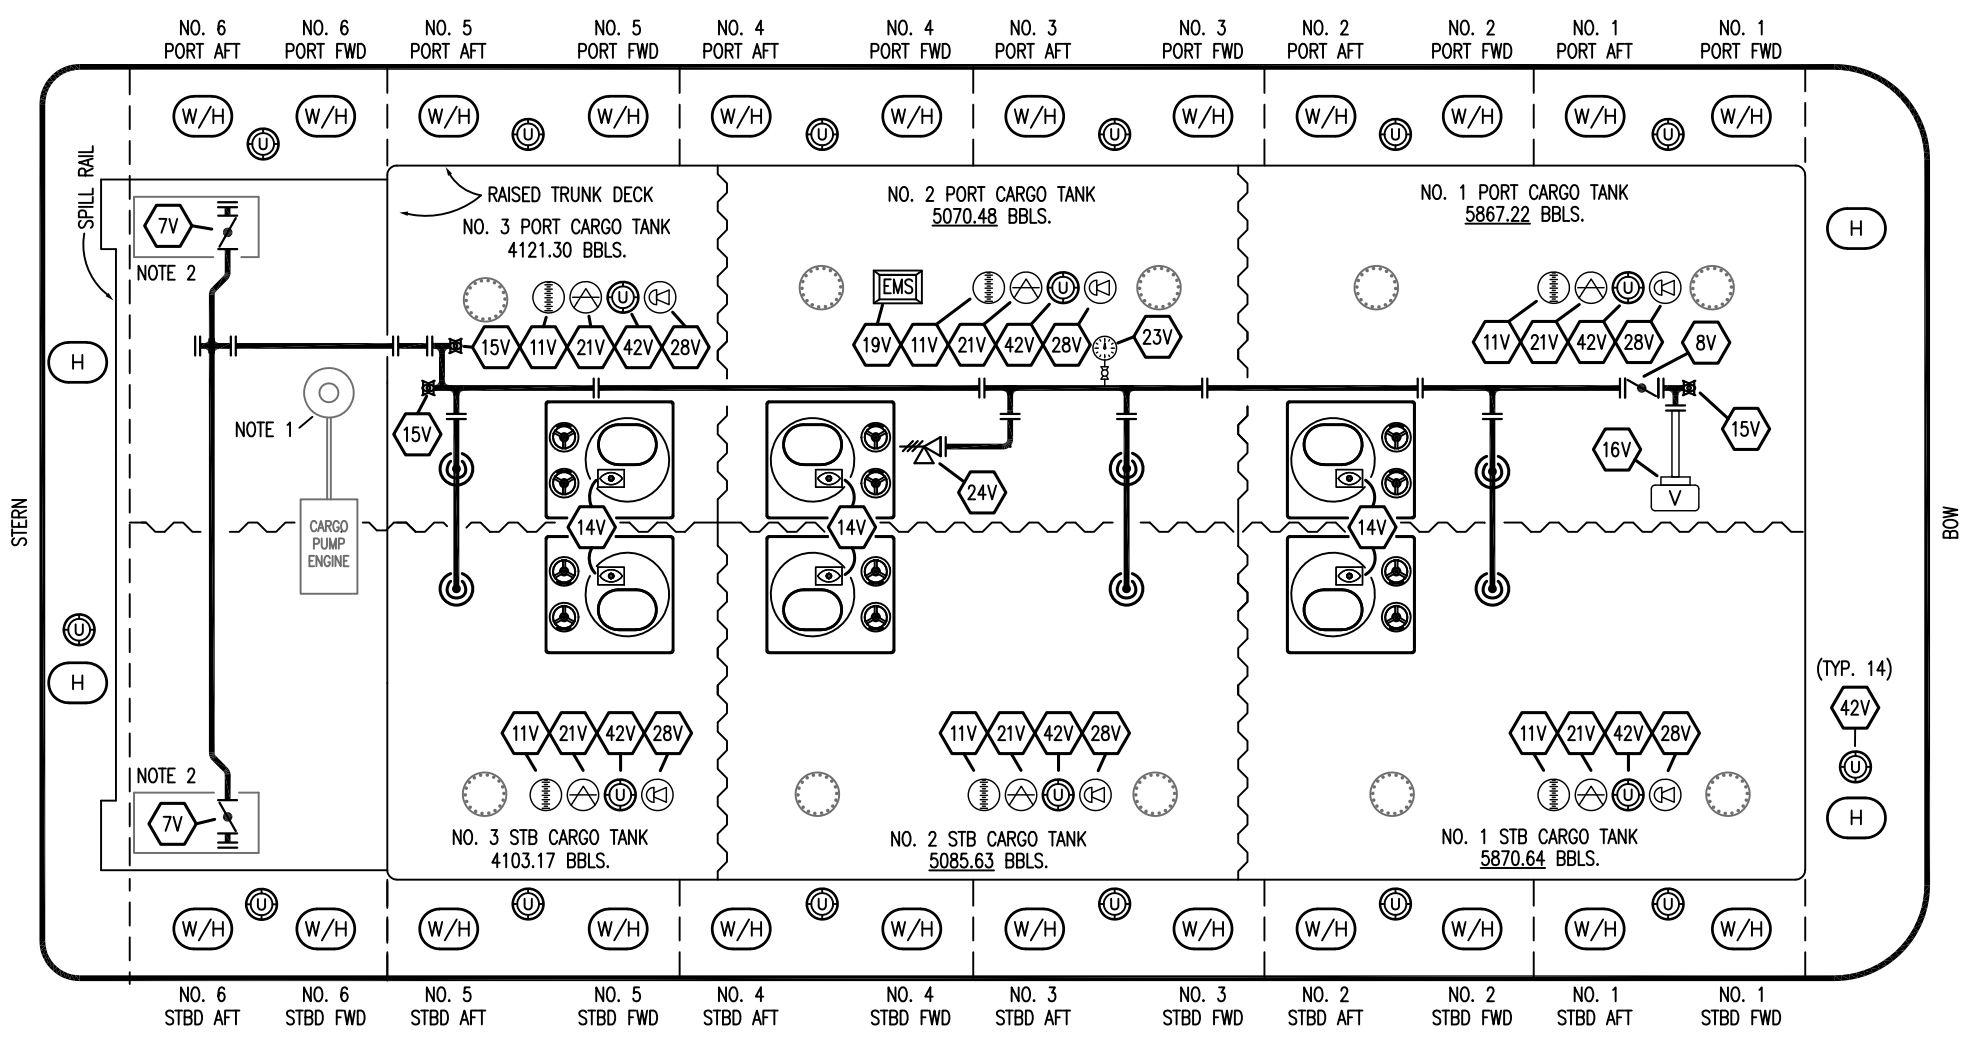 NO. 6
PORT AFT
NO. 6
PORT FWD
NO. 5
PORT AFT
NO. 5
PORT FWD
NO. 4
PORT AFT
NO. 4
PORT FWD
NO. 3
PORT AFT
NO. 3
PORT FWD
NO. 2
PORT AFT
NO. 2
PORT FWD
NO. 1
PORT AFT
NO. 1
PORT FWD
W/H
W/H
W/H
W/H
W/H
W/H
W/H
W/H
W/H
W/H
W/H
W/H
U
U
U
U
U
U
SPILL RAIL
RAISED TRUNK DECK
NO. 3 PORT CARGO TANK
4121.30 BBLS.
NO. 2 PORT CARGO TANK
5070.48 BBLS.
NO. 1 PORT CARGO TANK
5867.22 BBLS.
7V
NOTE 2
H
H
U
EMS
U
U
15V
11V
21V
42V
28V
19V
11V
21V
42V
28V
23V
11V
21V
42V
28V
8V
H
NOTE 1
15V
24V
16V
15V
V
STERN
CARGO
PUMP
ENGINE
14V
14V
14V
BOW
U
H
(TYP. 14)
42V
U
H
11V
21V
42V
28V
11V
21V
42V
28V
11V
21V
42V
28V
NOTE 2
7V
U
U
U
NO. 3 STB CARGO TANK
4103.17 BBLS.
NO. 2 STB CARGO TANK
5085.63 BBLS.
NO. 1 STB CARGO TANK
5870.64 BBLS.
U
U
U
U
U
U
W/H
W/H
W/H
W/H
W/H
W/H
W/H
W/H
W/H
W/H
W/H
W/H
NO. 6
STBD AFT
NO. 6
STBD FWD
NO. 5
STBD AFT
NO. 5
STBD FWD
NO. 4
STBD AFT
NO. 4
STBD FWD
NO. 3
STBD AFT
NO. 3
STBD FWD
NO. 2
STBD AFT
NO. 2
STBD FWD
NO. 1
STBD AFT
NO. 1
STBD FWD